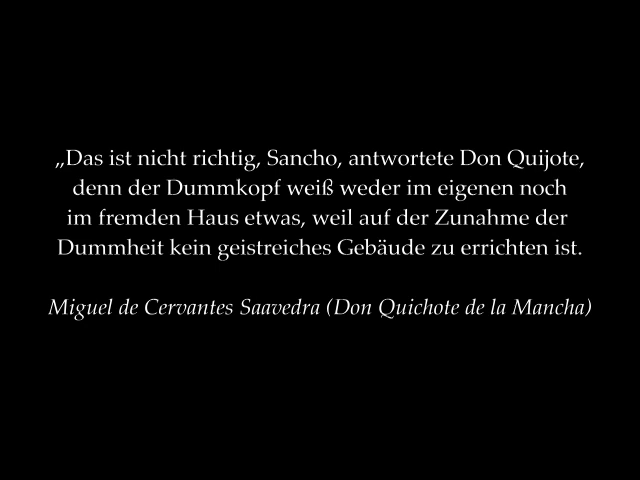 „Das ist nicht richtig, Sancho, antwortete Don Quijote,
denn der Dummkopf weiß weder im eigenen noch
im fremden Haus etwas, weil auf der Zunahme der
Dummheit kein geistreiches Gebäude zu errichten ist.
Miguel de Cervantes Saavedra (Don Quichote de la Mancha)